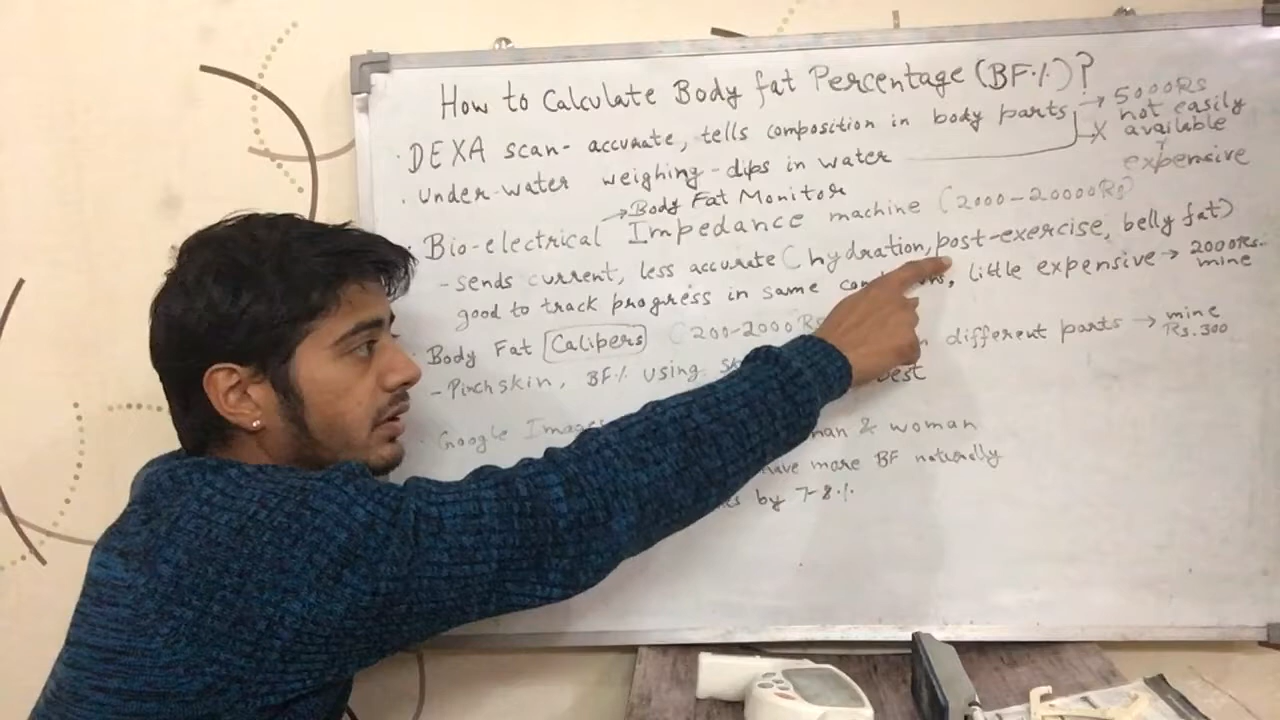 How to Calculate Body fat Percentage (BF%)?
· DEXA scan- accurate, tells composition in body parts → 5000Rs
not easily
· Under-water weighing - dips in water X available
expensive
→ Body Fat Monitor
· Bio-electrical Impedance machine (2000-20000Rs)
- sends current, less accurate (hydration, post-exercise, belly fat)
good to track progress in same little expensive → 2000Rs.
mine
· Body Fat Calipers (200-2000Rs different parts → mine
Rs.300
- Pinch skin, BF% using best
· Google Images man & woman
have more BF naturally
by 7-8%